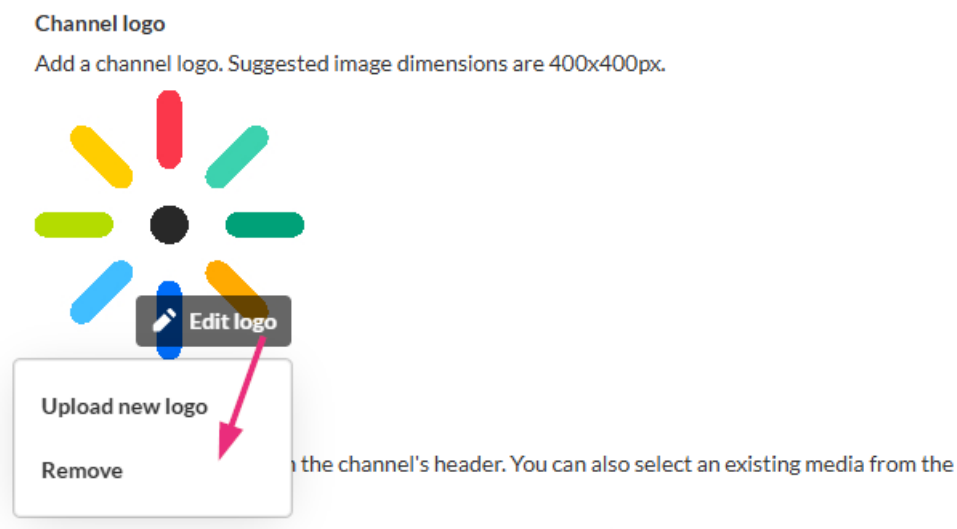 Channel logo
Add a channel logo. Suggested image dimensions are 400x400px.
Edit logo
Upload new logo
Remove
the channel's header. You can also select an existing media from the